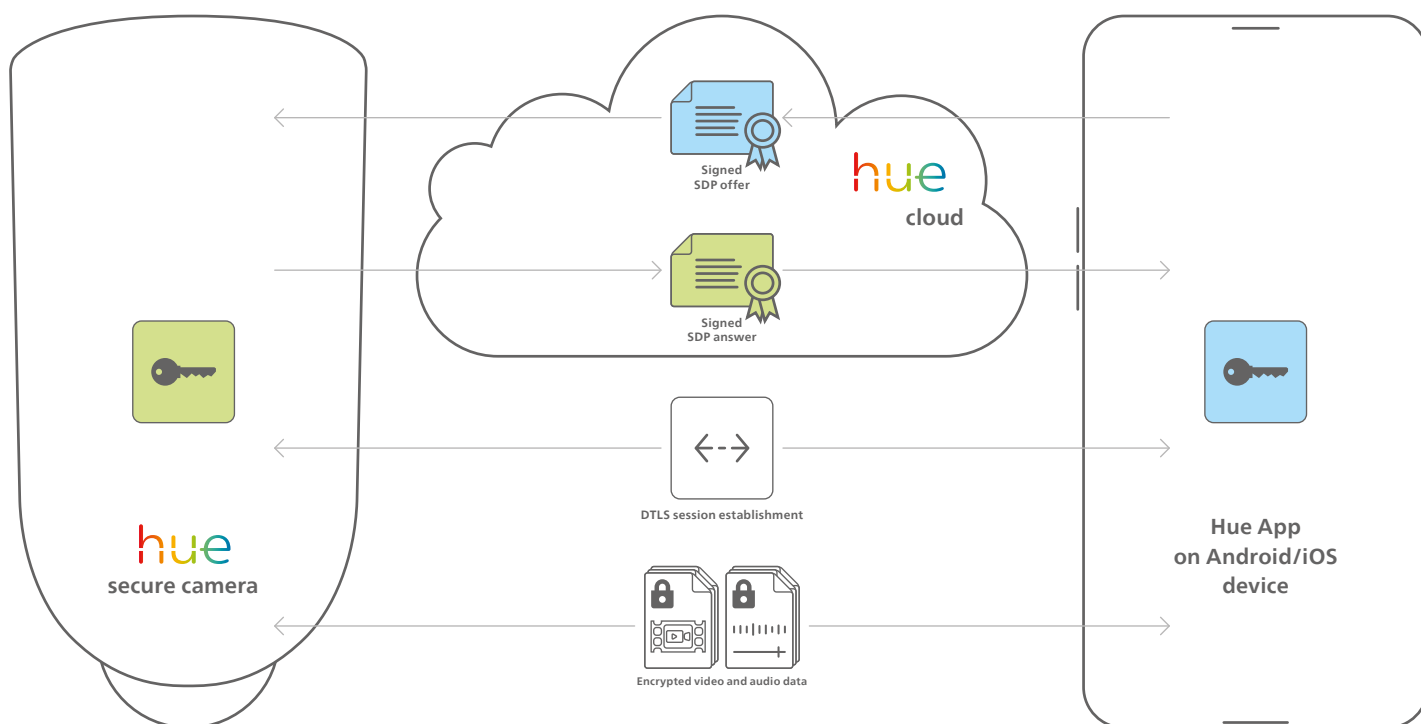 Signed
SDP offer
hue
cloud
Signed
SDP answer
DTLS session establishment
hue
secure camera
Hue App
on Android/iOS
device
Encrypted video and audio data